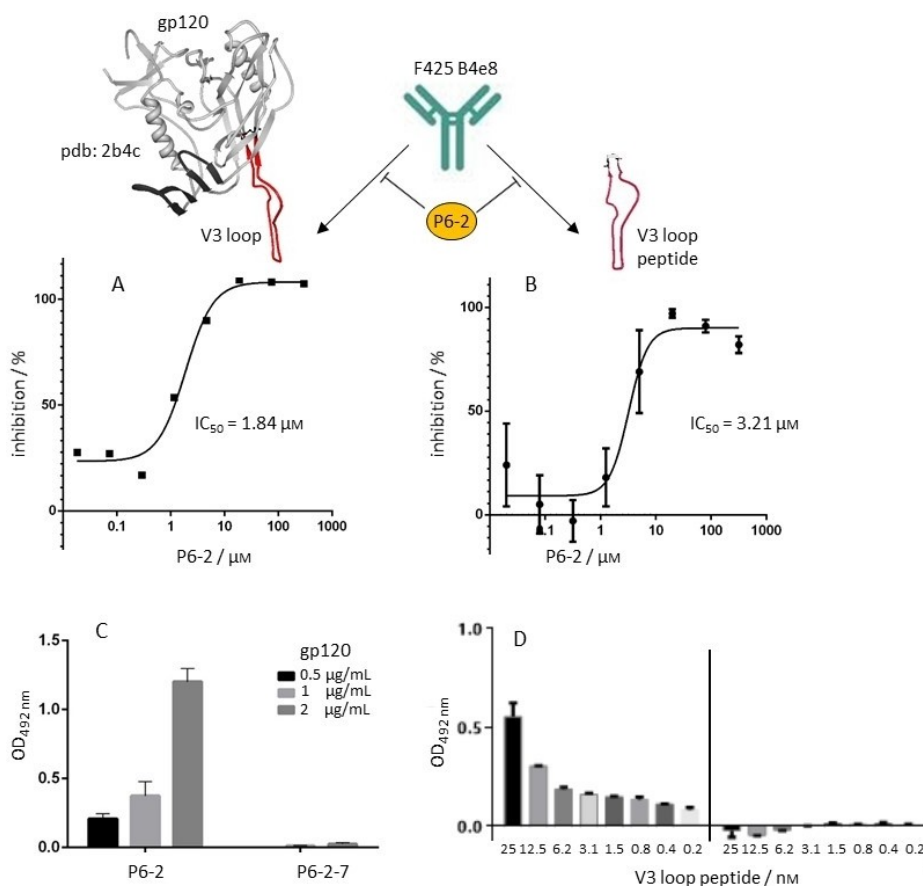 gp120
F425 B4e8
pdb: 2b4c
P6-2
V3 loop
V3 loop
peptide
A
100
50
0
inhibition / %
IC50 = 1.84 μM
0.1 1 10 100 1000
P6-2 / μM
B
100
50
0
inhibition / %
IC50 = 3.21 μM
0.1 1 10 100 1000
P6-2 / μM
C
1.5
1.0
0.5
0.0
OD492 nm
gp120
0.5 μg/mL
1 μg/mL
2 μg/mL
P6-2 P6-2-7
D
1.0
0.5
0.0
OD492 nm
25 12.5 6.2 3.1 1.5 0.8 0.4 0.2 25 12.5 6.2 3.1 1.5 0.8 0.4 0.2
V3 loop peptide / nM